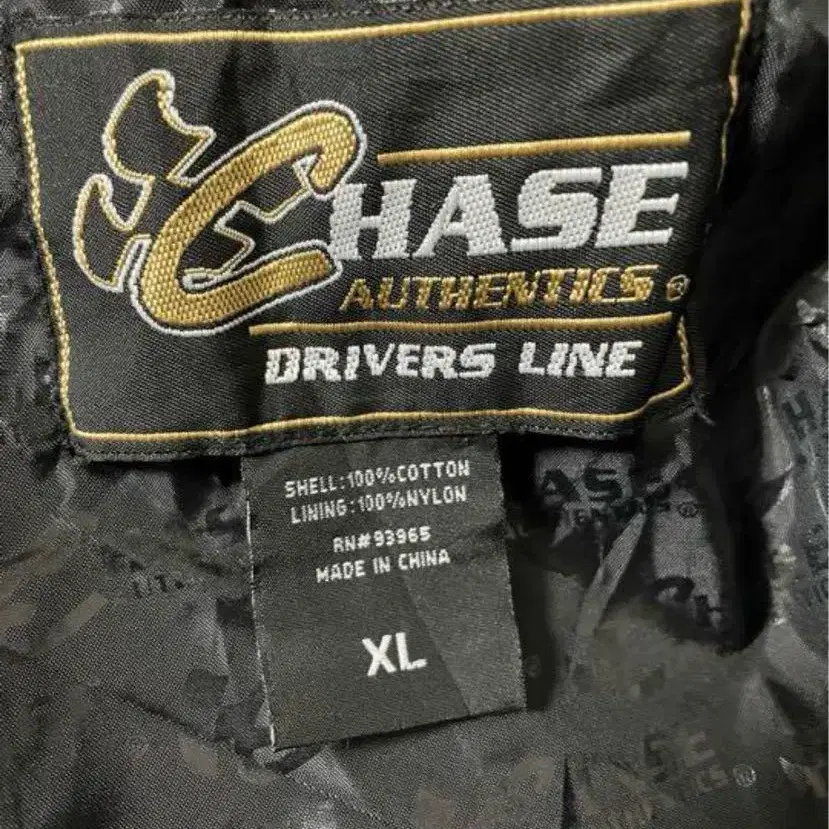 CHASE
AUTHENTICS®
DRIVERS LINE
SHELL:100%COTTON
LINING:100%NYLON
RN#93965
MADE IN CHINA
XL